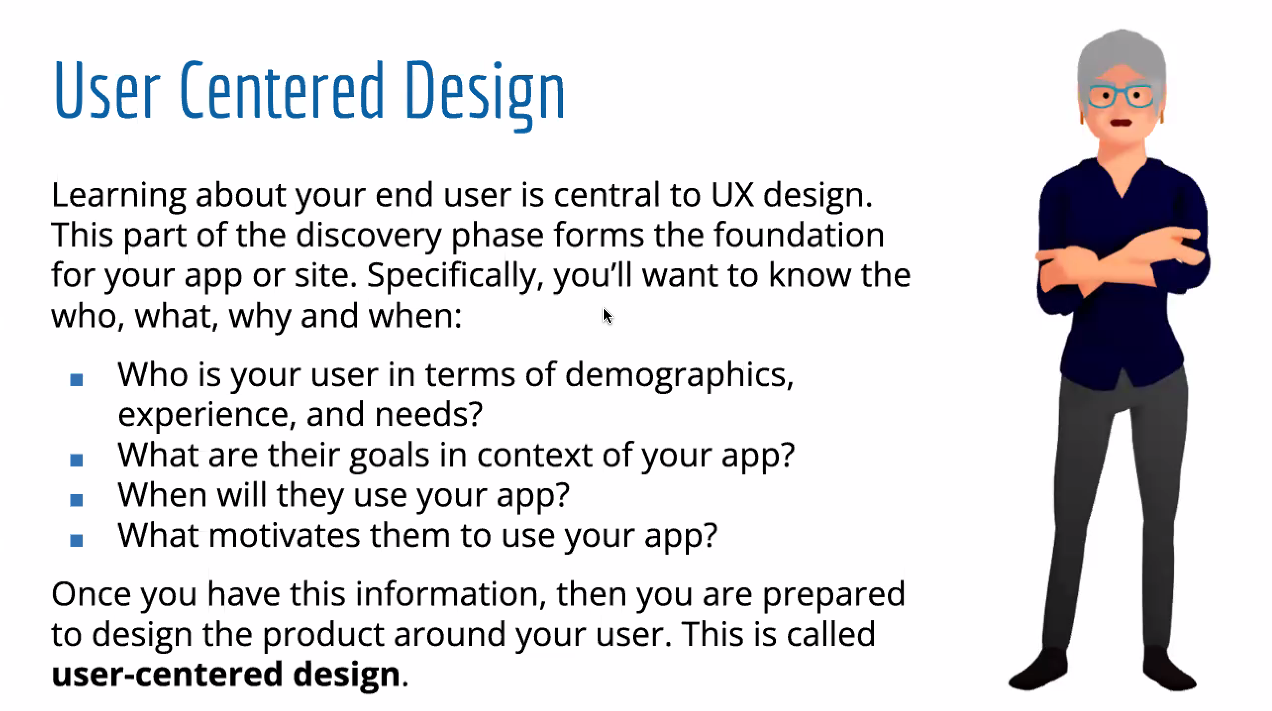 User Centered Design
Learning about your end user is central to UX design.
This part of the discovery phase forms the foundation
for your app or site. Specifically, you’ll want to know the
who, what, why and when:
■ Who is your user in terms of demographics,
experience, and needs?
■ What are their goals in context of your app?
■ When will they use your app?
■ What motivates them to use your app?
Once you have this information, then you are prepared
to design the product around your user. This is called
user-centered design.